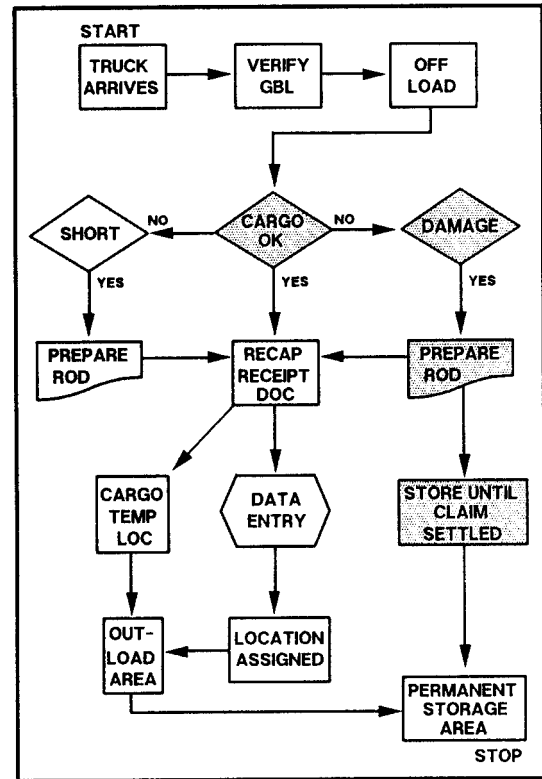 START
TRUCK
ARRIVES
VERIFY
GBL
OFF
LOAD
SHORT
NO
CARGO
OK
NO
DAMAGE
YES
YES
YES
PREPARE
ROD
RECAP
RECEIPT
DOC
PREPARE
ROD
CARGO
TEMP
LOC
DATA
ENTRY
STORE UNTIL
CLAIM
SETTLED
OUT-
LOAD
AREA
LOCATION
ASSIGNED
PERMANENT
STORAGE
AREA
STOP